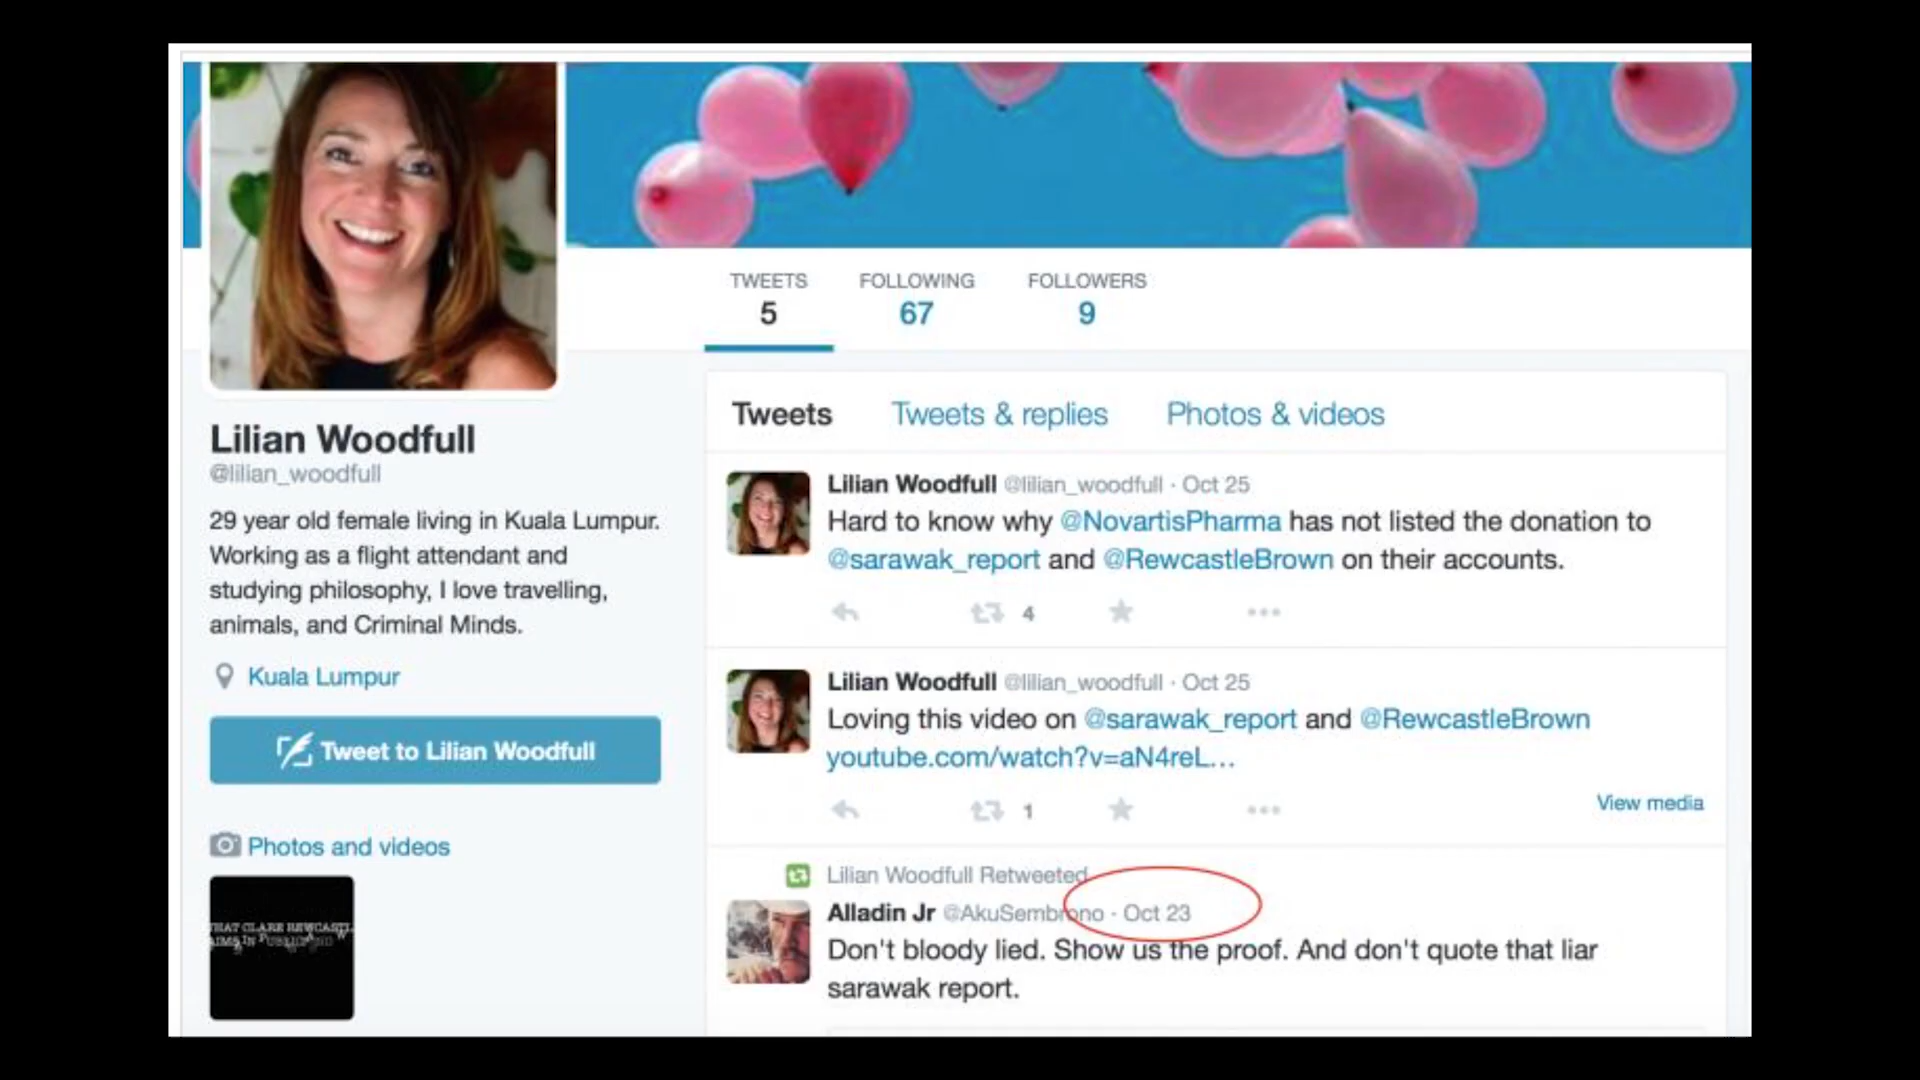 TWEETS FOLLOWING FOLLOWERS
5 67 9
Lilian Woodfull
@lilian_woodfull
29 year old female living in Kuala Lumpur.
Working as a flight attendant and
studying philosophy, I love travelling,
animals, and Criminal Minds.
Kuala Lumpur
Tweet to Lilian Woodfull
Photos and videos
Tweets Tweets & replies Photos & videos
Lilian Woodfull @lilian_woodfull · Oct 25
Hard to know why @NovartisPharma has not listed the donation to
@sarawak_report and @RewcastleBrown on their accounts.
4
Lilian Woodfull @lilian_woodfull · Oct 25
Loving this video on @sarawak_report and @RewcastleBrown
youtube.com/watch?v=aN4reL...
View media
1
Lilian Woodfull Retweeted
Alladin Jr @AkuSembrono · Oct 23
Don't bloody lied. Show us the proof. And don't quote that liar
sarawak report.